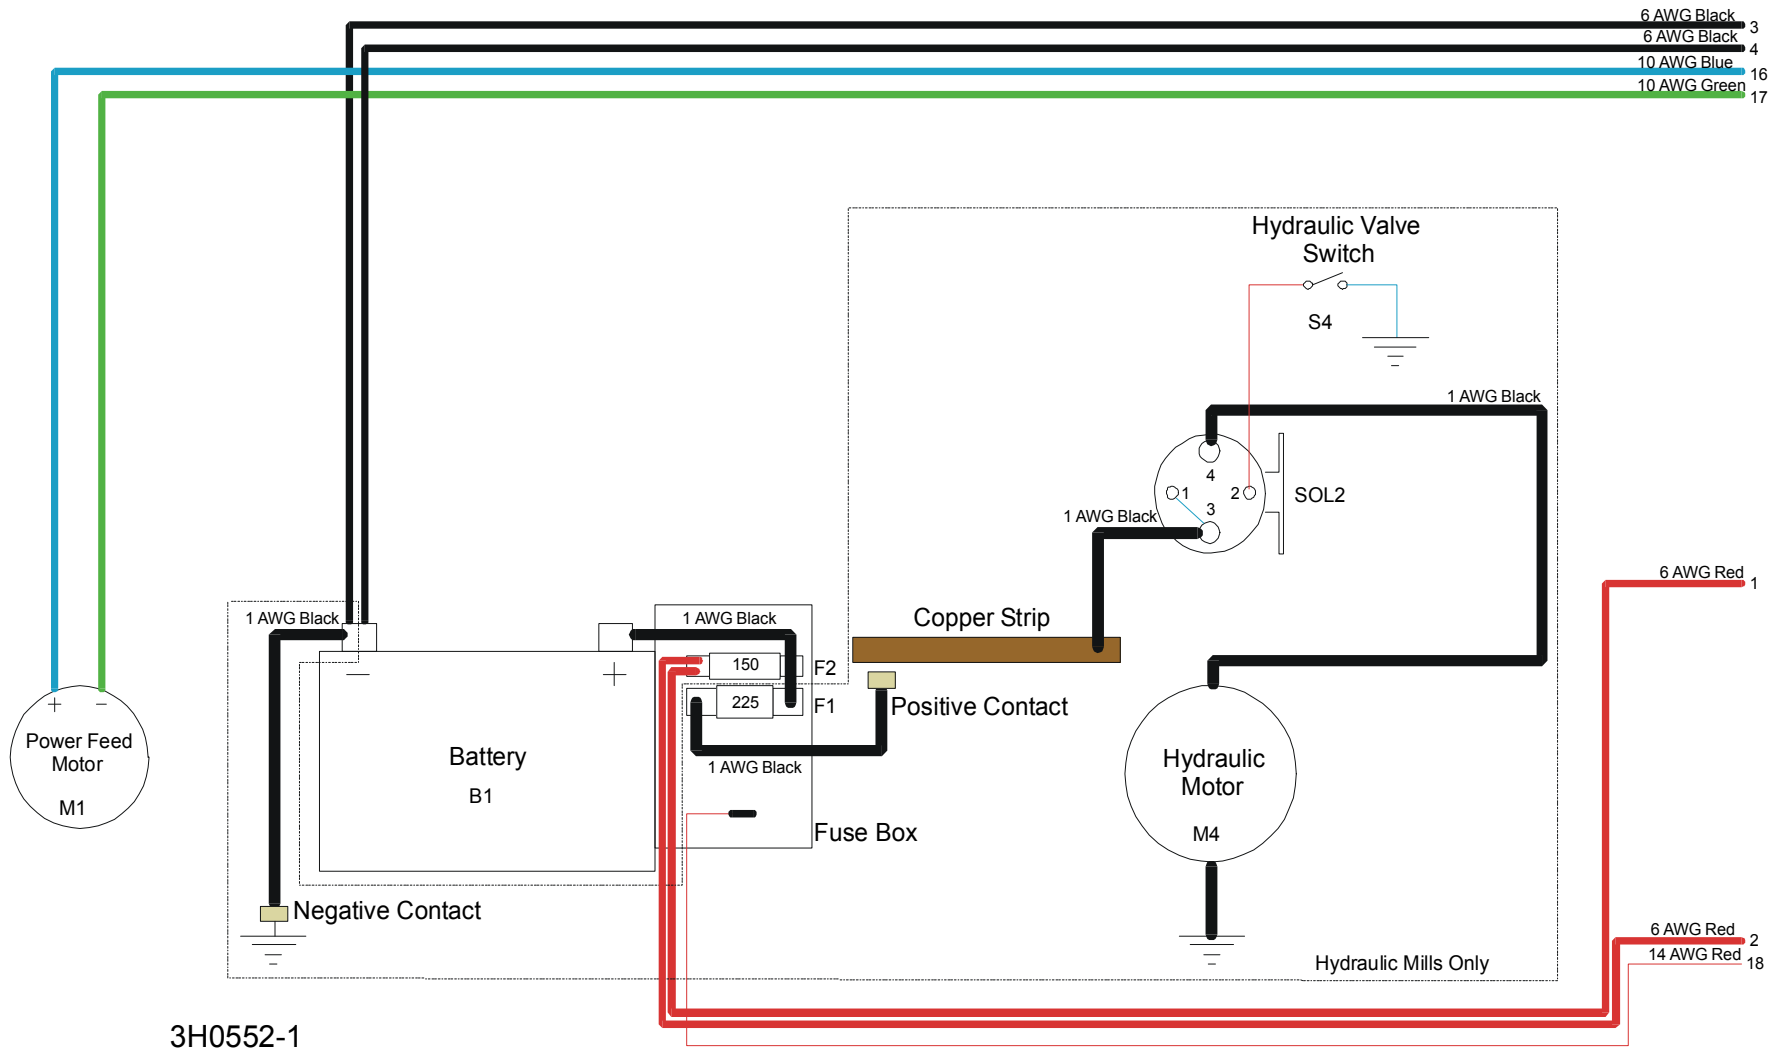 6 AWG Black
3
6 AWG Black
4
10 AWG Blue
16
10 AWG Green
17
Hydraulic Valve
Switch
S4
1 AWG Black
4
1
2
SOL2
3
1 AWG Black
6 AWG Red
1
1 AWG Black
1 AWG Black
Copper Strip
150
F2
−
+
225
F1
Positive Contact
+
−
Power Feed
Motor
M1
Battery
B1
1 AWG Black
Hydraulic
Motor
M4
Fuse Box
Negative Contact
6 AWG Red
2
14 AWG Red
18
Hydraulic Mills Only
3H0552-1